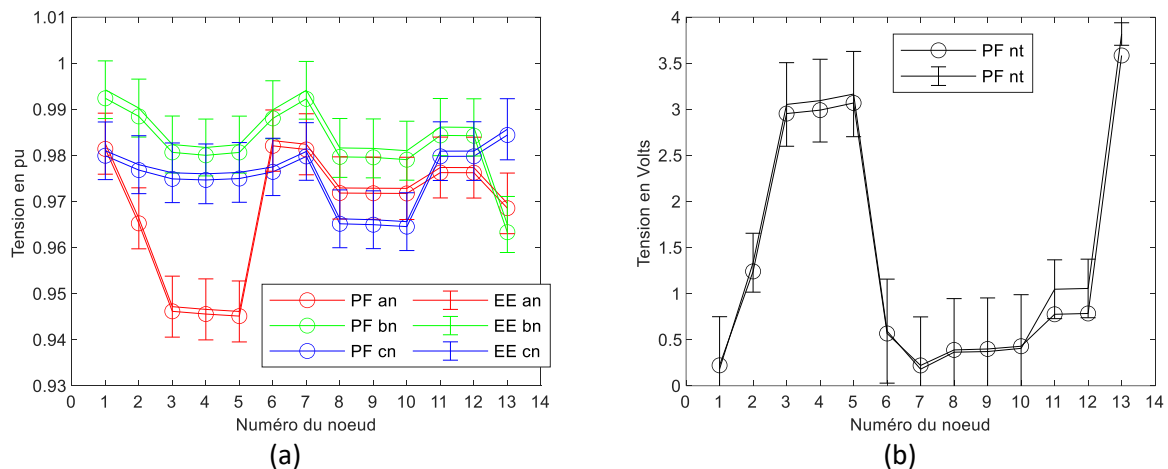 1.01
1
0.99
0.98
0.97
0.96
0.95
0.94
0.93
Tension en pu
0 1 2 3 4 5 6 7 8 9 10 11 12 13 14
Numéro du noeud
PF an EE an
PF bn EE bn
PF cn EE cn
(a)
4
3.5
3
2.5
2
1.5
1
0.5
0
Tension en Volts
0 1 2 3 4 5 6 7 8 9 10 11 12 13 14
Numéro du noeud
PF nt
PF nt
(b)